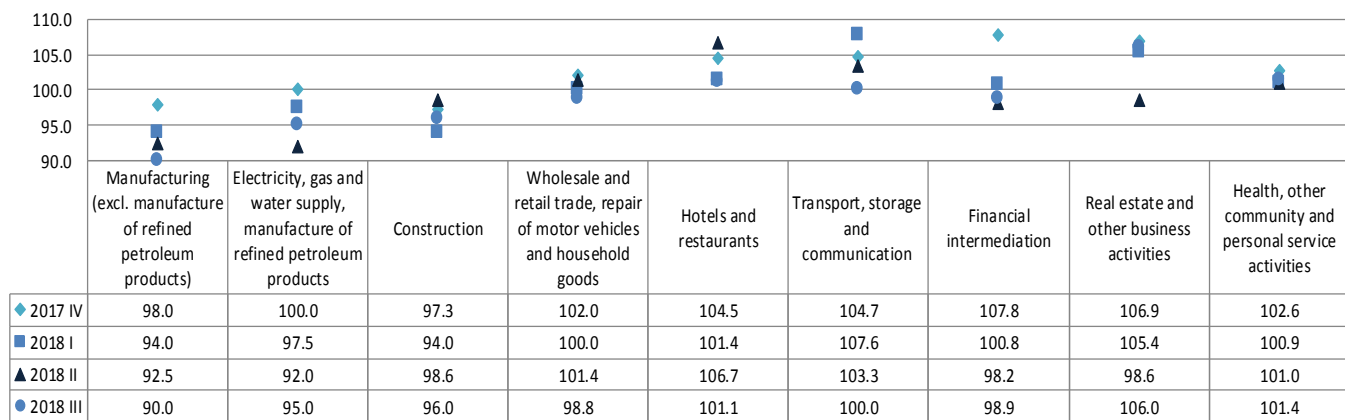 110.0
105.0
100.0
95.0
90.0
Manufacturing
(excl. manufacture
of refined
petroleum
products)
Electricity, gas and
water supply,
manufacture of
refined petroleum
products
Construction
Wholesale and
retail trade, repair
of motor vehicles
and household
goods
Hotels and
restaurants
Transport, storage
and
communication
Financial
intermediation
Real estate and
other business
activities
Health, other
community and
personal service
activities
2017 IV 98.0 100.0 97.3 102.0 104.5 104.7 107.8 106.9 102.6
2018 I 94.0 97.5 94.0 100.0 101.4 107.6 100.8 105.4 100.9
2018 II 92.5 92.0 98.6 101.4 106.7 103.3 98.2 98.6 101.0
2018 III 90.0 95.0 96.0 98.8 101.1 100.0 98.9 106.0 101.4